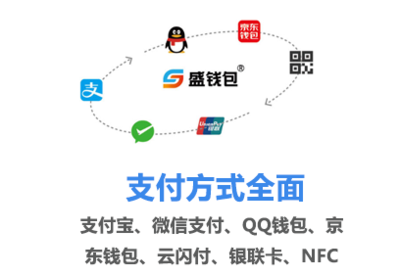 京东
钱包
盛钱包®
支
UnionPay
银联
支付方式全面
支付宝、微信支付、QQ钱包、京
东钱包、云闪付、银联卡、NFC